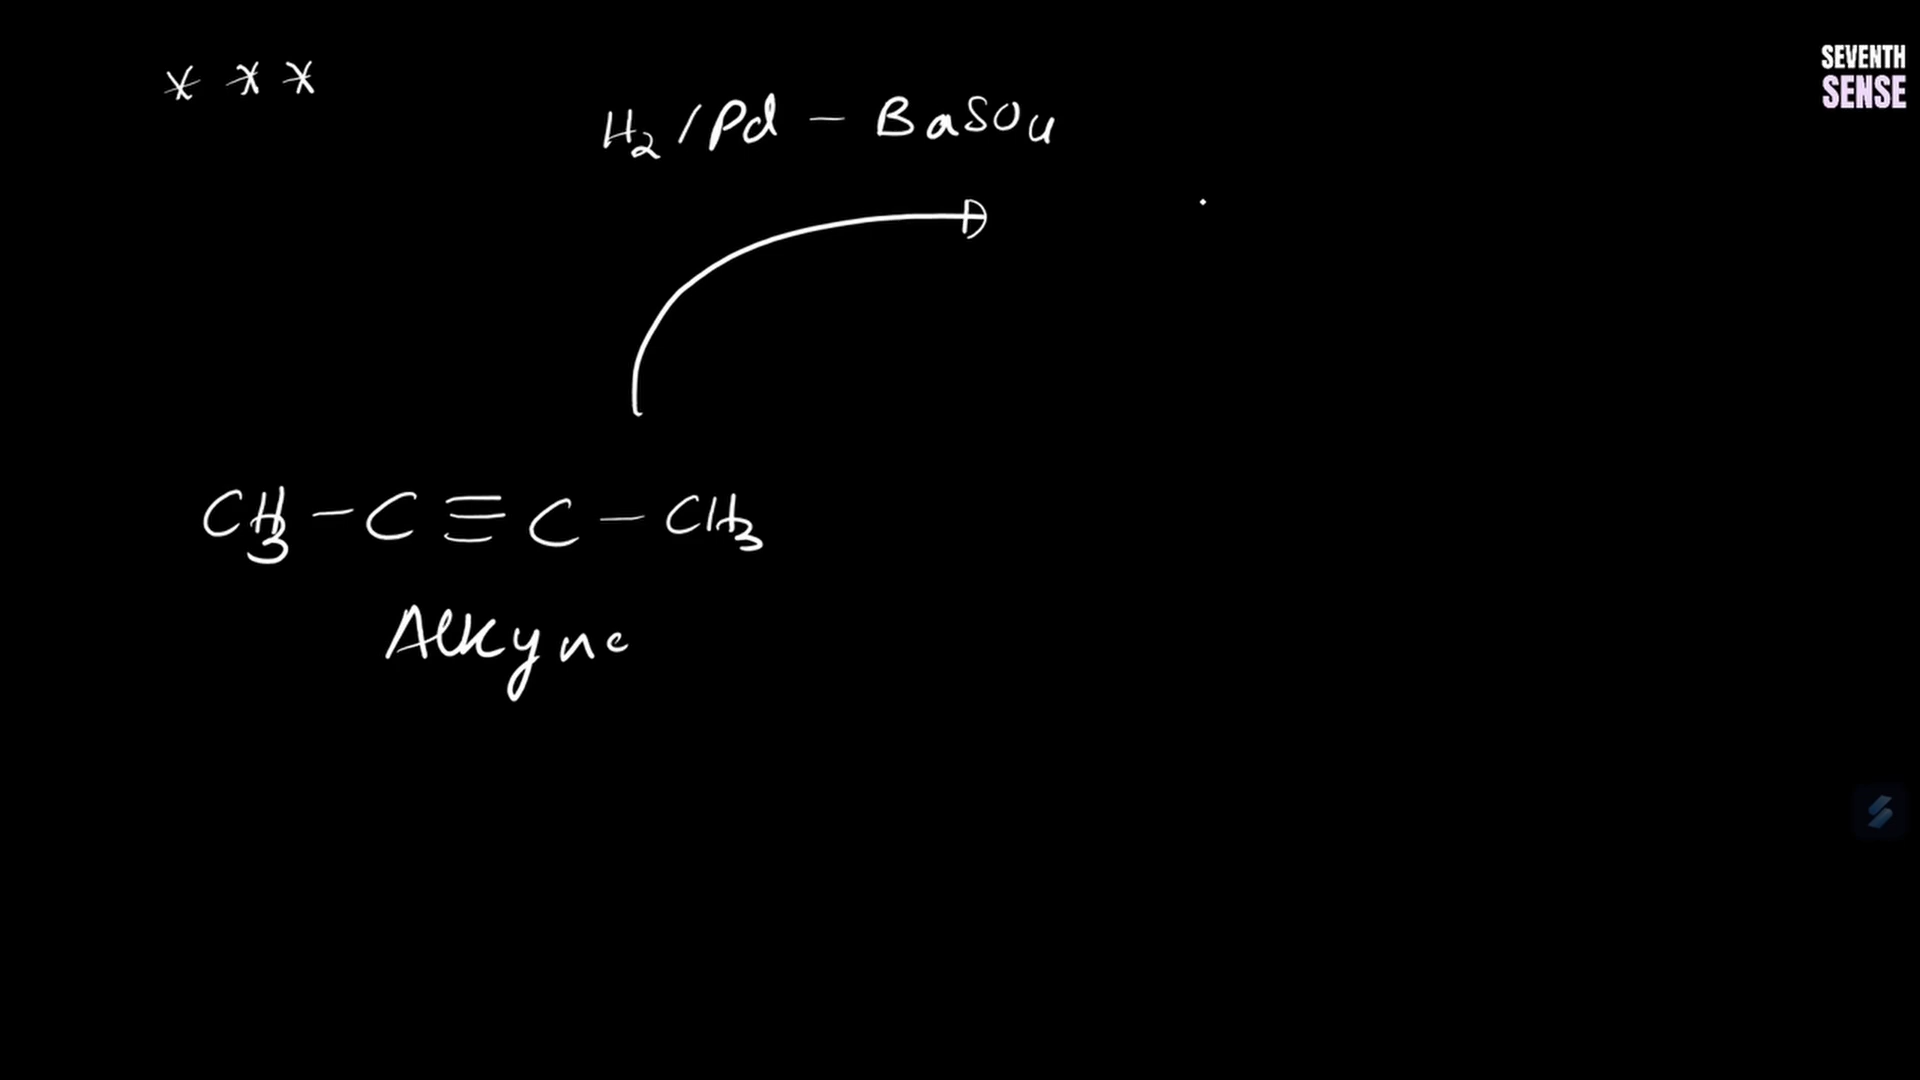 * * *
H₂/Pd - BaSO₄
CH₃-C≡C-CH₃
Alkyne
SEVENTH
SENSE